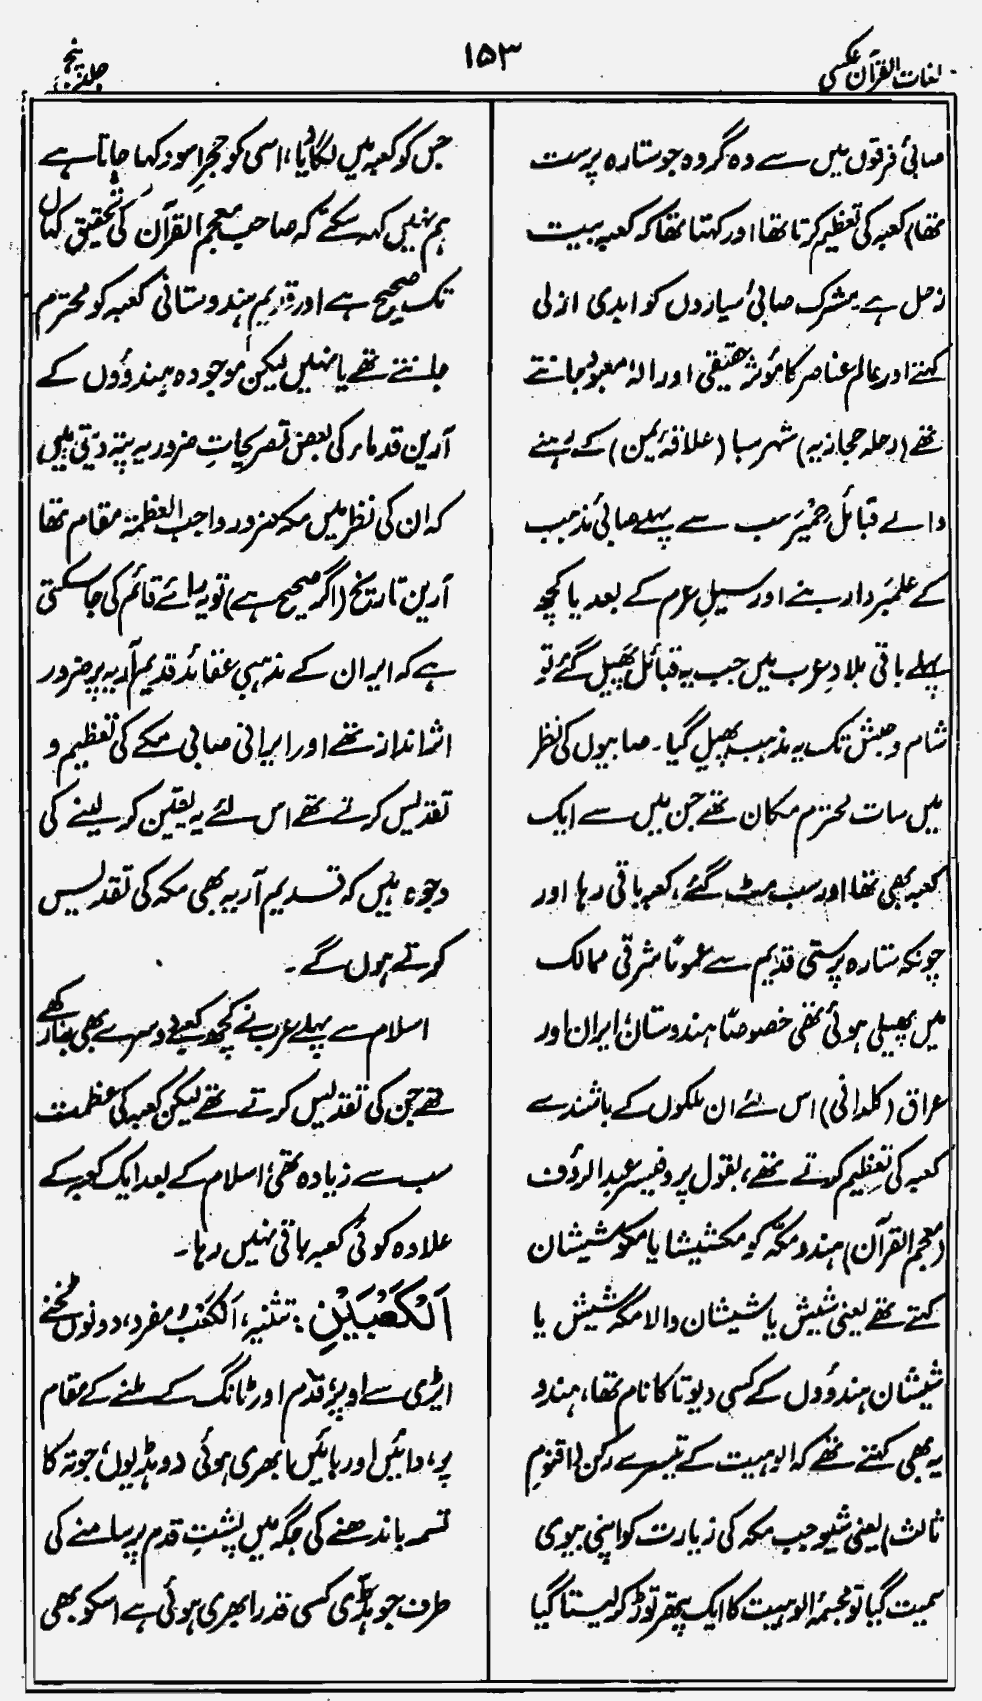 لغات القرآن عکسی
۱۵۳
جلد پنجم
صابئ فرقوں میں سے وہ گروہ جو ستارہ پرست
تھا) کعبہ کی تعظیم کرتا تھا اور کہتا تھا کہ کعبہ بیت
زحل ہے۔ مشرک صابئ سیاروں کو ابدی ازلی
کہتے اور عالم عناصر کا مؤثر حقیقی اور الٰہ معبود جانتے
تھے (رحلہ حجازیہ) شہر سبا (علاقۂ یمن) کے رہنے
والے قبائل حِمْیَر سب سے پہلے صابئ مذہب
کے علمبردار بنے اور سیلِ عرم کے بعد یا کچھ
پہلے باقی بلادِ عرب میں جب یہ قبائل پھیل گئے تو
شام و حبش تک یہ مذہب پھیل گیا۔ صابیوں کی نظر
میں سات محترم مکان تھے جن میں سے ایک
کعبہ بھی تھا اور سب مٹ گئے، کعبہ باقی رہا اور
چونکہ ستارہ پرستی قدیم سے عموماً مشرقی ممالک
میں پھیلی ہوئی تھی خصوصاً ہندوستان، ایران اور
عراق (کلدانی) اس لئے ان ملکوں کے باشندے
کعبہ کی تعظیم کرتے تھے، بقول پروفیسر عبدالرؤف
(معجم القرآن) ہندو مکّہ کو مکشیشا یا مکوشیشان
کہتے تھے یعنی شیش یا شیشان والا مکہ شیش یا
شیشان ہندوؤں کے کسی دیوتا کا نام تھا، ہندو
یہ بھی کہتے تھے کہ الوہیت کے تیسرے رکن (اقنومِ
ثالث) یعنی شیو جب مکہ کی زیارت کو اپنی بیوی
سمیت گیا تو مجسمۂ الوہیت کا ایک پتھر توڑ کر لیتا گیا
جس کو کعبہ میں لگا دیا، اسی کو حجرِ اسود کہا جاتا ہے
ہم نہیں کہہ سکتے کہ صاحب معجم القرآن کی تحقیق کہاں
تک صحیح ہے اور قدیم ہندوستانی کعبہ کو محترم
جانتے تھے یا نہیں لیکن موجودہ ہندوؤں کے
آرین قدماء کی بعض تصریحاتِ ضروریہ پتہ دیتی ہیں
کہ ان کی نظر میں مکہ ضرور واجب العظمۃ مقام تھا
آرین تاریخ (اگر صحیح ہے) تو یہ رائے قائم کی جا سکتی
ہے کہ ایران کے مذہبی عقائد قدیم آریہ پر ضرور
اثر انداز تھے اور ایرانی صابی مکے کی تعظیم و
تقدیس کرتے تھے اس لئے یہ یقین کر لینے کی
وجوہ ہیں کہ قدیم آریہ بھی مکہ کی تقدیس
کرتے ہوں گے۔
اسلام سے پہلے عرب نے کچھ کعبے دوسرے بھی بنا رکھے
تھے جن کی تقدیس کرتے تھے لیکن کعبہ کی عظمت
سب سے زیادہ تھی، اسلام کے بعد ایک کعبہ کے
علاوہ کوئی کعبہ باقی نہیں رہا۔
اَلْکَعْبَیْنِ: تثنیہ، اَلْکَعْبُ مفرد، دونوں ٹخنے
ایڑی سے اوپر، قدم اور ٹانگ کے ملنے کے مقام
پر، دائیں اور بائیں ابھری ہوئی دو ہڈیوں، جوتہ کا
تسمہ باندھنے کی جگہ میں پشتِ قدم پر سامنے کی
طرف جو ہڈّی کسی قدر ابھری ہوئی ہے اسکو بھی